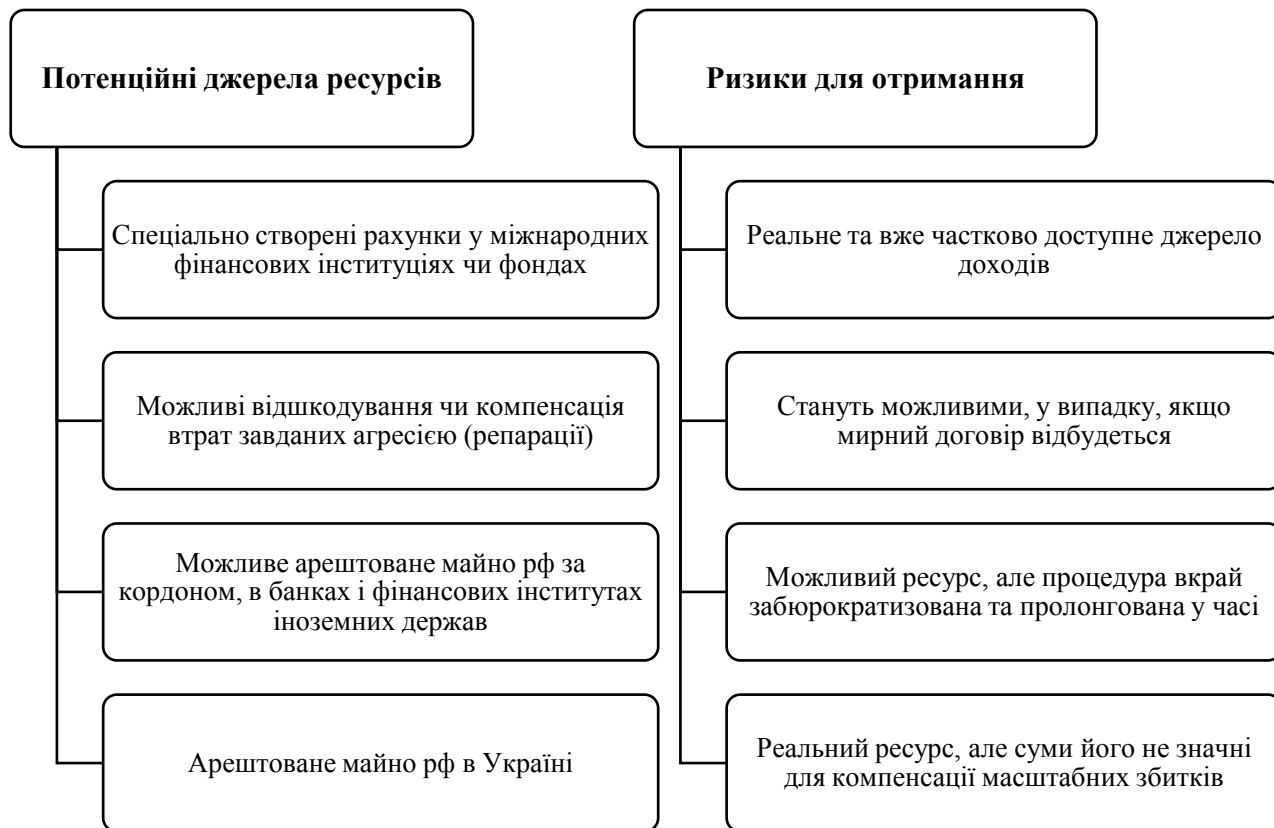 Потенційні джерела ресурсів
Спеціально створені рахунки у міжнародних
фінансових інституціях чи фондах
Можливі відшкодування чи компенсація
втрат завданих агресією (репарації)
Можливе арештоване майно рф за
кордоном, в банках і фінансових інститутах
іноземних держав
Арештоване майно рф в Україні
Ризики для отримання
Реальне та вже частково доступне джерело
доходів
Стануть можливими, у випадку, якщо
мирний договір відбудеться
Можливий ресурс, але процедура вкрай
забюрократизована та пролонгована у часі
Реальний ресурс, але суми його не значні
для компенсації масштабних збитків